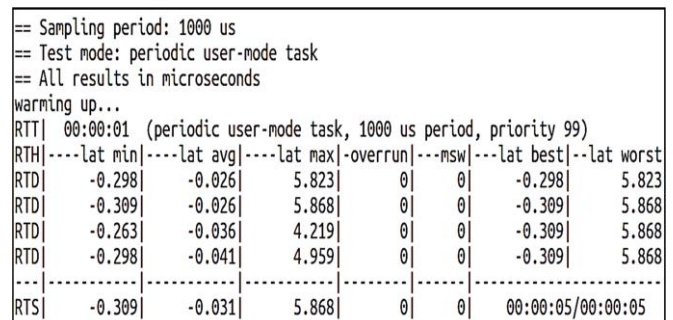 == Sampling period: 1000 us
== Test mode: periodic user-mode task
== All results in microseconds
warming up...
RTT|  00:00:01  (periodic user-mode task, 1000 us period, priority 99)
RTH|----lat min|----lat avg|----lat max|-overrun|---msw|---lat best|--lat worst
RTD|     -0.298|     -0.026|      5.823|       0|     0|     -0.298|      5.823
RTD|     -0.309|     -0.026|      5.868|       0|     0|     -0.309|      5.868
RTD|     -0.263|     -0.036|      4.219|       0|     0|     -0.309|      5.868
RTD|     -0.298|     -0.041|      4.959|       0|     0|     -0.309|      5.868
---|-----------|-----------|-----------|--------|------|-------------------------
RTS|     -0.309|     -0.031|      5.868|       0|     0|    00:00:05/00:00:05